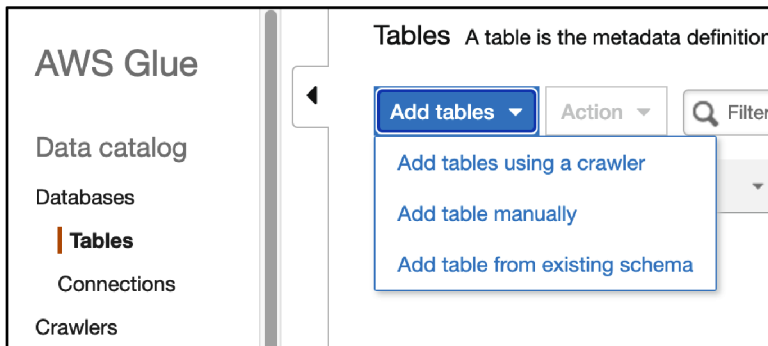 AWS Glue
Data catalog
Databases
Tables
Connections
Crawlers
Tables A table is the metadata definition
Add tables Action Filter
Add tables using a crawler
Add table manually
Add table from existing schema